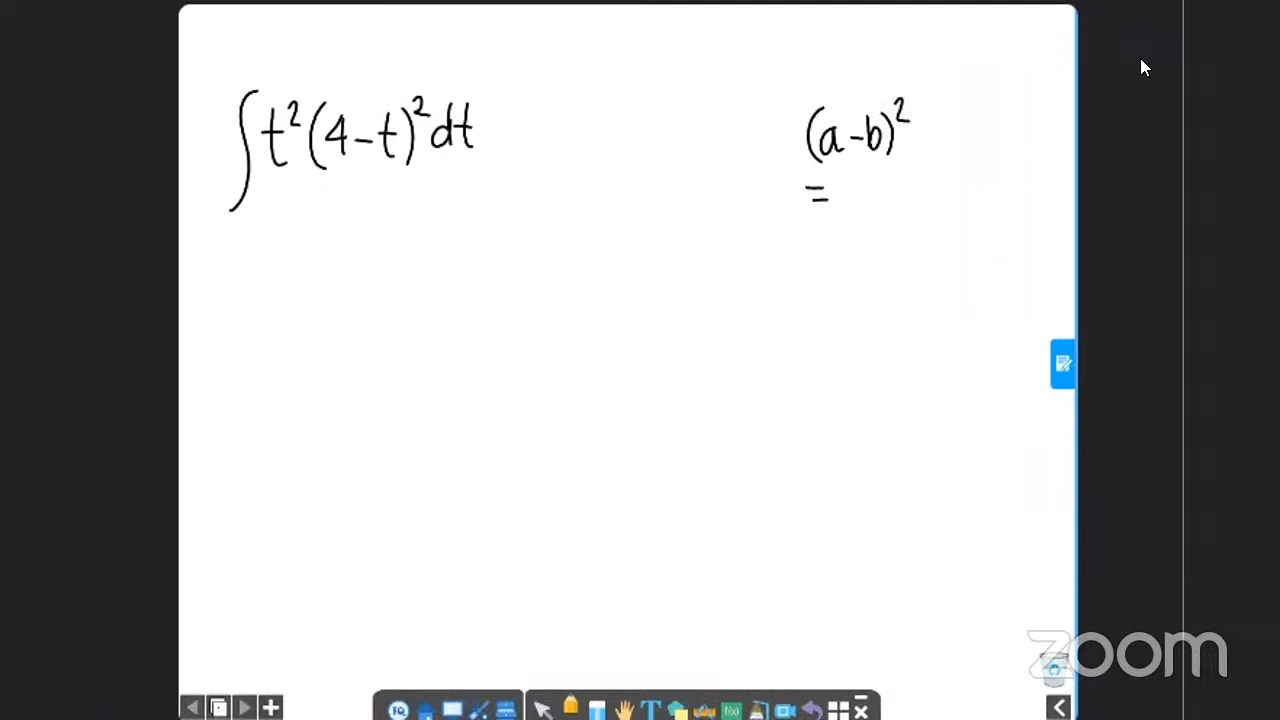 ∫t²(4-t)²dt
(a-b)²
=
zoom